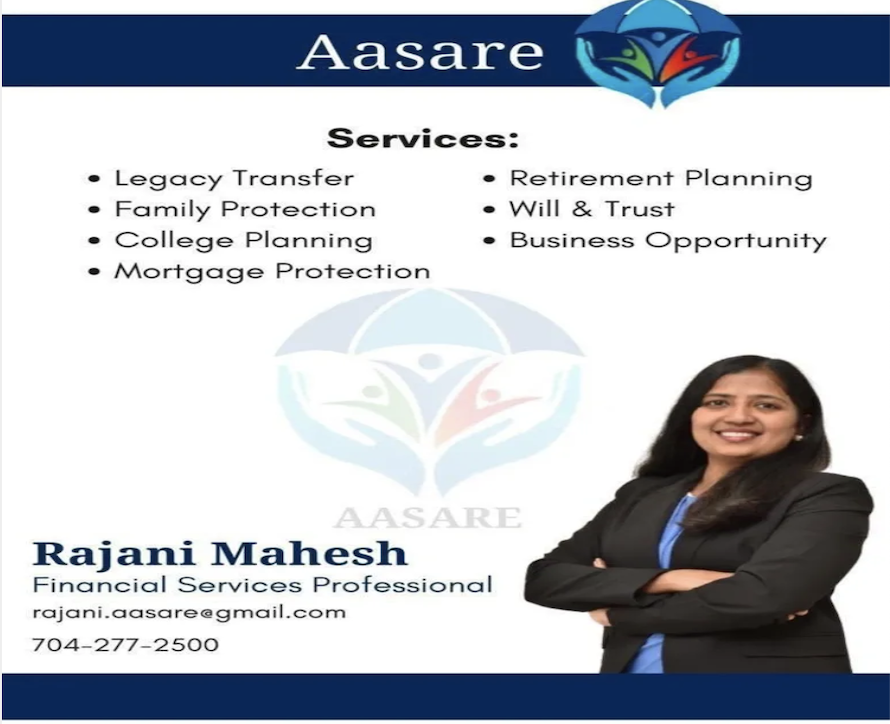 Aasare
Services:
• Legacy Transfer
• Family Protection
• College Planning
• Mortgage Protection
• Retirement Planning
• Will & Trust
• Business Opportunity
AASARE
Rajani Mahesh
Financial Services Professional
rajani.aasare@gmail.com
704-277-2500